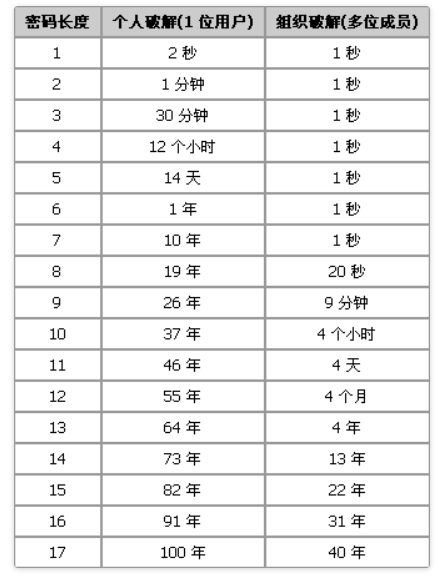 密码长度 个人破解(1 位用户) 组织破解(多位成员)
1 2 秒 1 秒
2 1 分钟 1 秒
3 30 分钟 1 秒
4 12 个小时 1 秒
5 14 天 1 秒
6 1 年 1 秒
7 10 年 1 秒
8 19 年 20 秒
9 26 年 9 分钟
10 37 年 4 个小时
11 46 年 4 天
12 55 年 4 个月
13 64 年 4 年
14 73 年 13 年
15 82 年 22 年
16 91 年 31 年
17 100 年 40 年